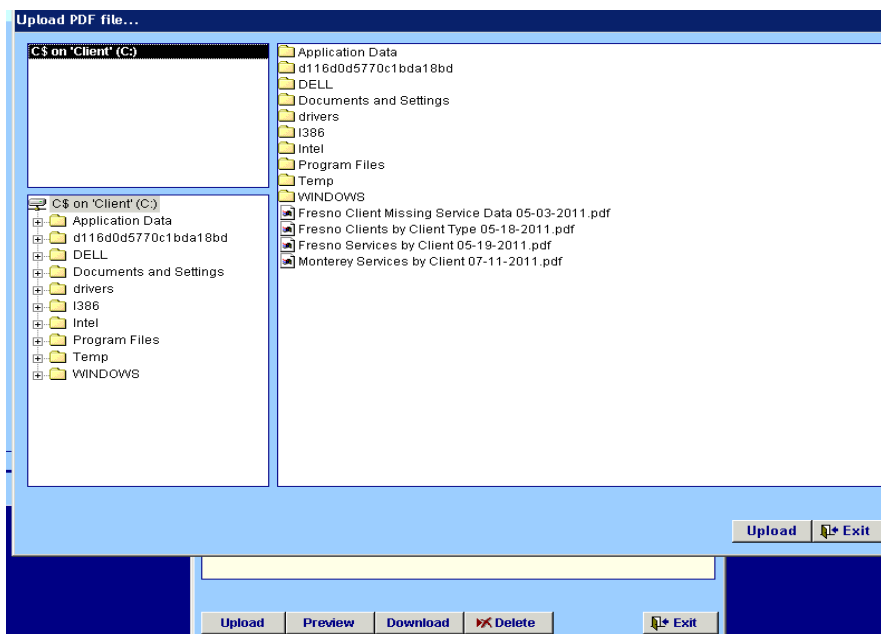 Upload PDF file...
C$ on 'Client' (C:)
C$ on 'Client' (C:)
Application Data
d116d0d5770c1bda18bd
DELL
Documents and Settings
drivers
I386
Intel
Program Files
Temp
WINDOWS
Application Data
d116d0d5770c1bda18bd
DELL
Documents and Settings
drivers
I386
Intel
Program Files
Temp
WINDOWS
Fresno Client Missing Service Data 05-03-2011.pdf
Fresno Clients by Client Type 05-18-2011.pdf
Fresno Services by Client 05-19-2011.pdf
Monterey Services by Client 07-11-2011.pdf
Upload Exit
Upload Preview Download Delete Exit